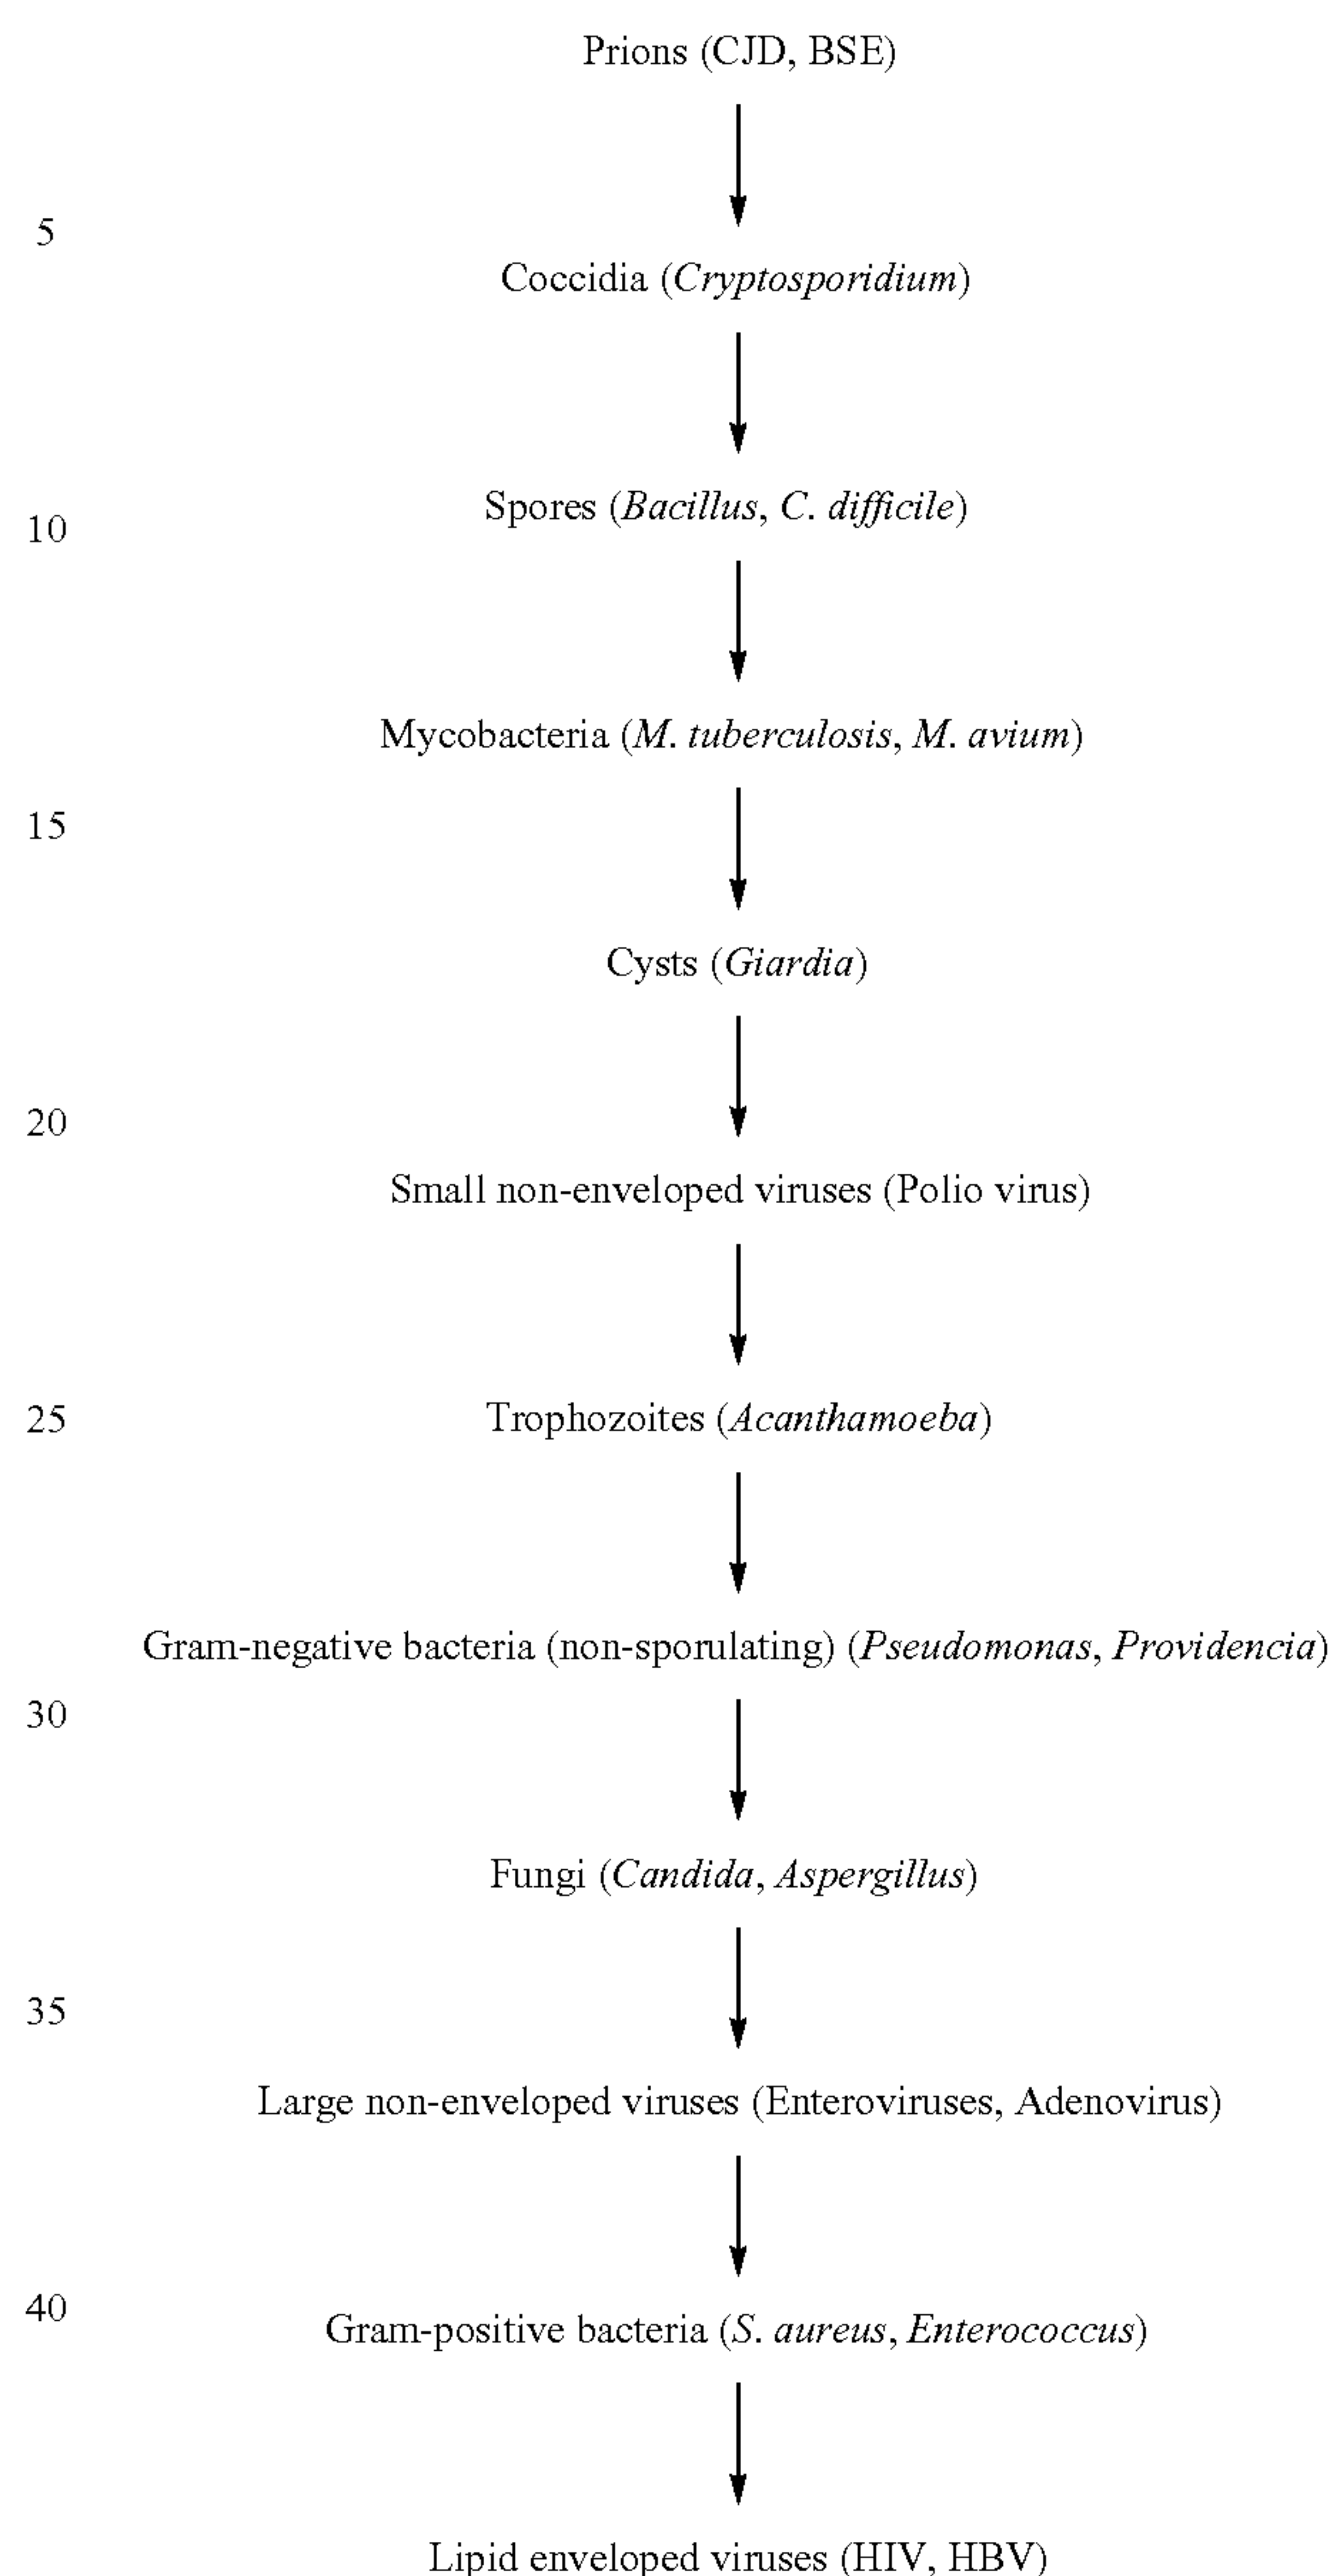 Prions (CJD, BSE)
5
Coccidia (Cryptosporidium)
Spores (Bacillus, C. difficile)
10
Mycobacteria (M. tuberculosis, M. avium)
15
Cysts (Giardia)
20
Small non-enveloped viruses (Polio virus)
25
Trophozoites (Acanthamoeba)
Gram-negative bacteria (non-sporulating) (Pseudomonas, Providencia)
30
Fungi (Candida, Aspergillus)
35
Large non-enveloped viruses (Enteroviruses, Adenovirus)
40
Gram-positive bacteria (S. aureus, Enterococcus)
Lipid enveloped viruses (HIV, HBV)